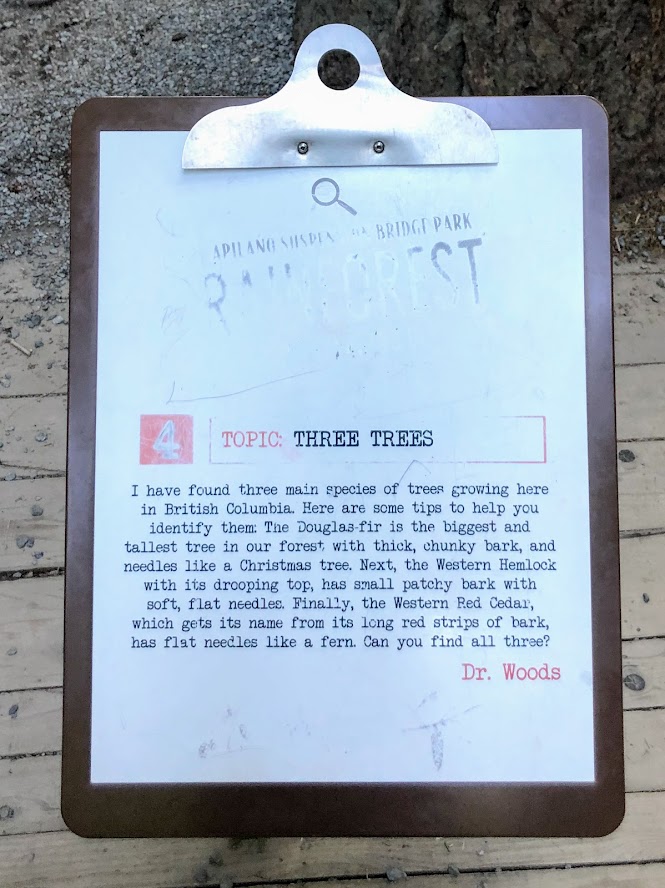 BRIDGE PARK
RAINFOREST
4
TOPIC: THREE TREES
I have found three main species of trees growing here
in British Columbia. Here are some tips to help you
identify them: The Douglas-fir is the biggest and
tallest tree in our forest with thick, chunky bark, and
needles like a Christmas tree. Next, the Western Hemlock
with its drooping top, has small patchy bark with
soft, flat needles. Finally, the Western Red Cedar,
which gets its name from its long red strips of bark,
has flat needles like a fern. Can you find all three?
Dr. Woods